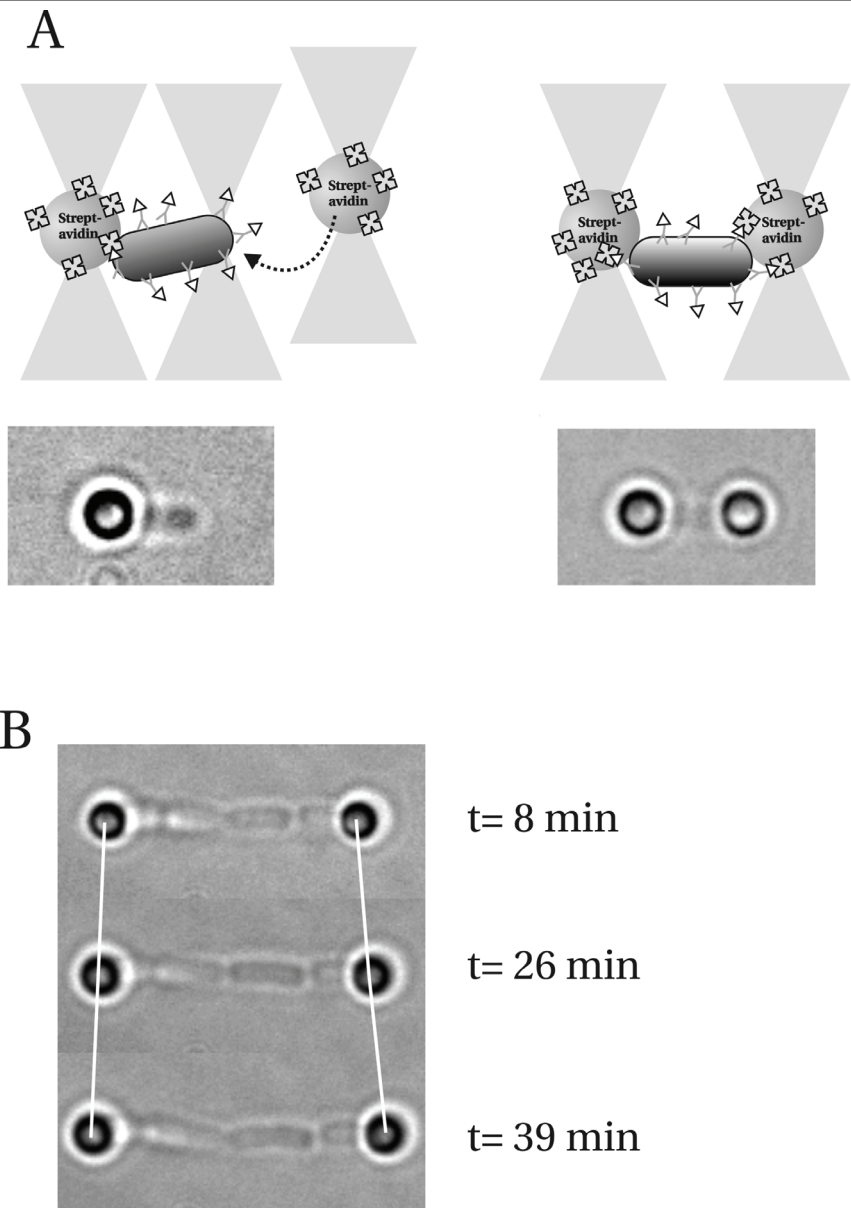 A
Strept-
avidin
Strept-
avidin
Strept-
avidin
Strept-
avidin
B
t= 8 min
t= 26 min
t= 39 min